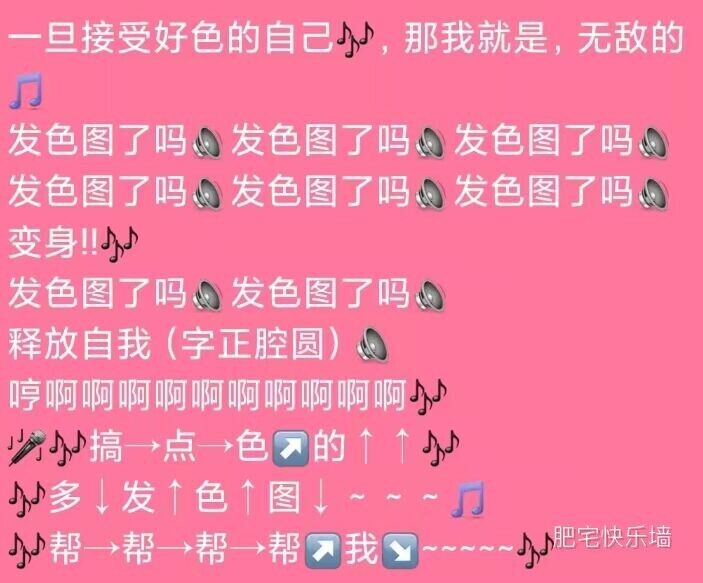 一旦接受好色的自己🎶，那我就是，无敌的
🎵
发色图了吗🔈发色图了吗🔈发色图了吗🔈
发色图了吗🔈发色图了吗🔈发色图了吗🔈
变身!!🎶
发色图了吗🔈发色图了吗🔈
释放自我（字正腔圆）🔈
哼啊啊啊啊啊啊啊啊啊啊🎶
🎤🎶搞→点→色↗️的↑↑🎶
🎶多↓发↑色↑图↓~~~🎵
🎶帮→帮→帮→帮↗️我↘️~~~~~🎶
肥宅快乐墙